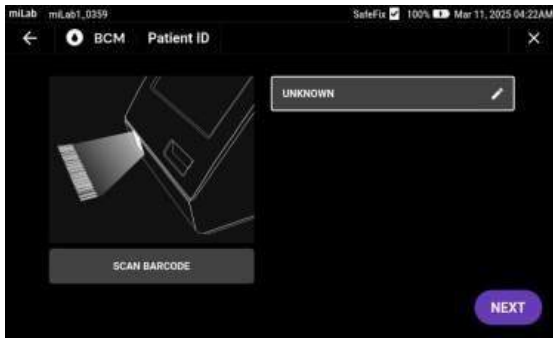 miLab miLab1_0359 SafeFix 100% Mar 11, 2025 04:22AM
BCM Patient ID
UNKNOWN
SCAN BARCODE
NEXT